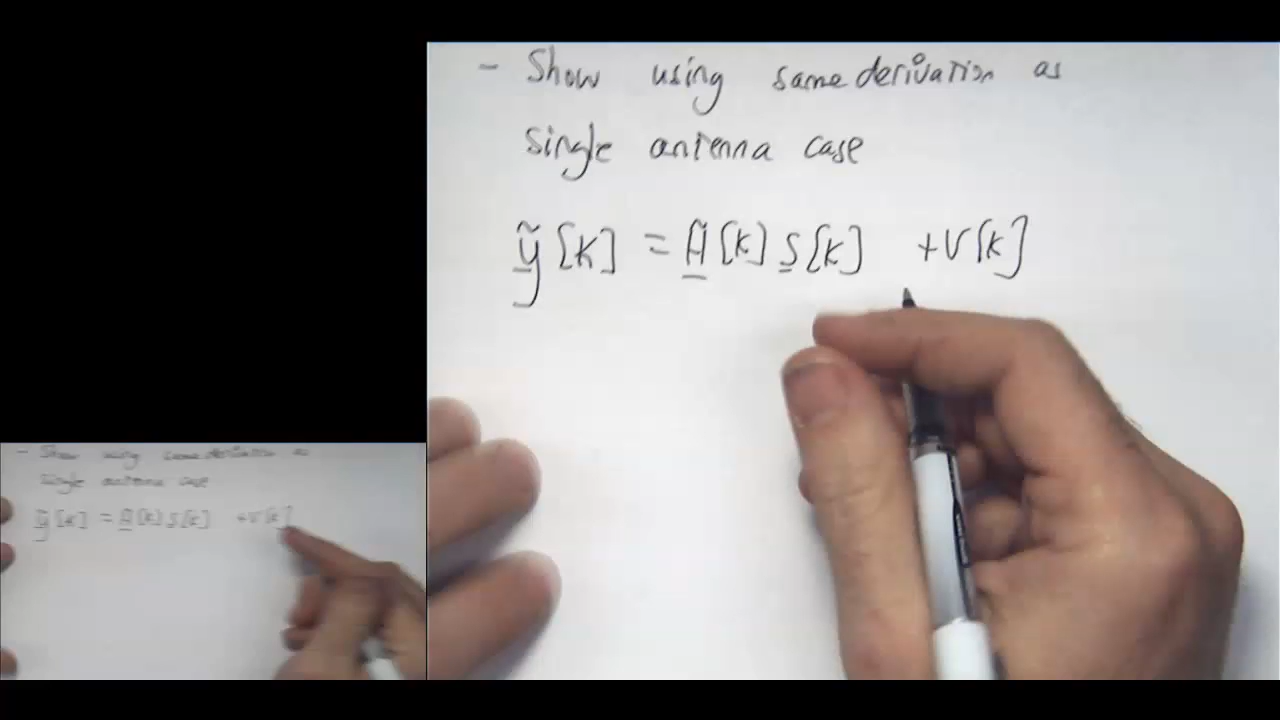 - Show using same derivation as
single antenna case
ỹ[k] = H̃[k] s[k] + v[k]